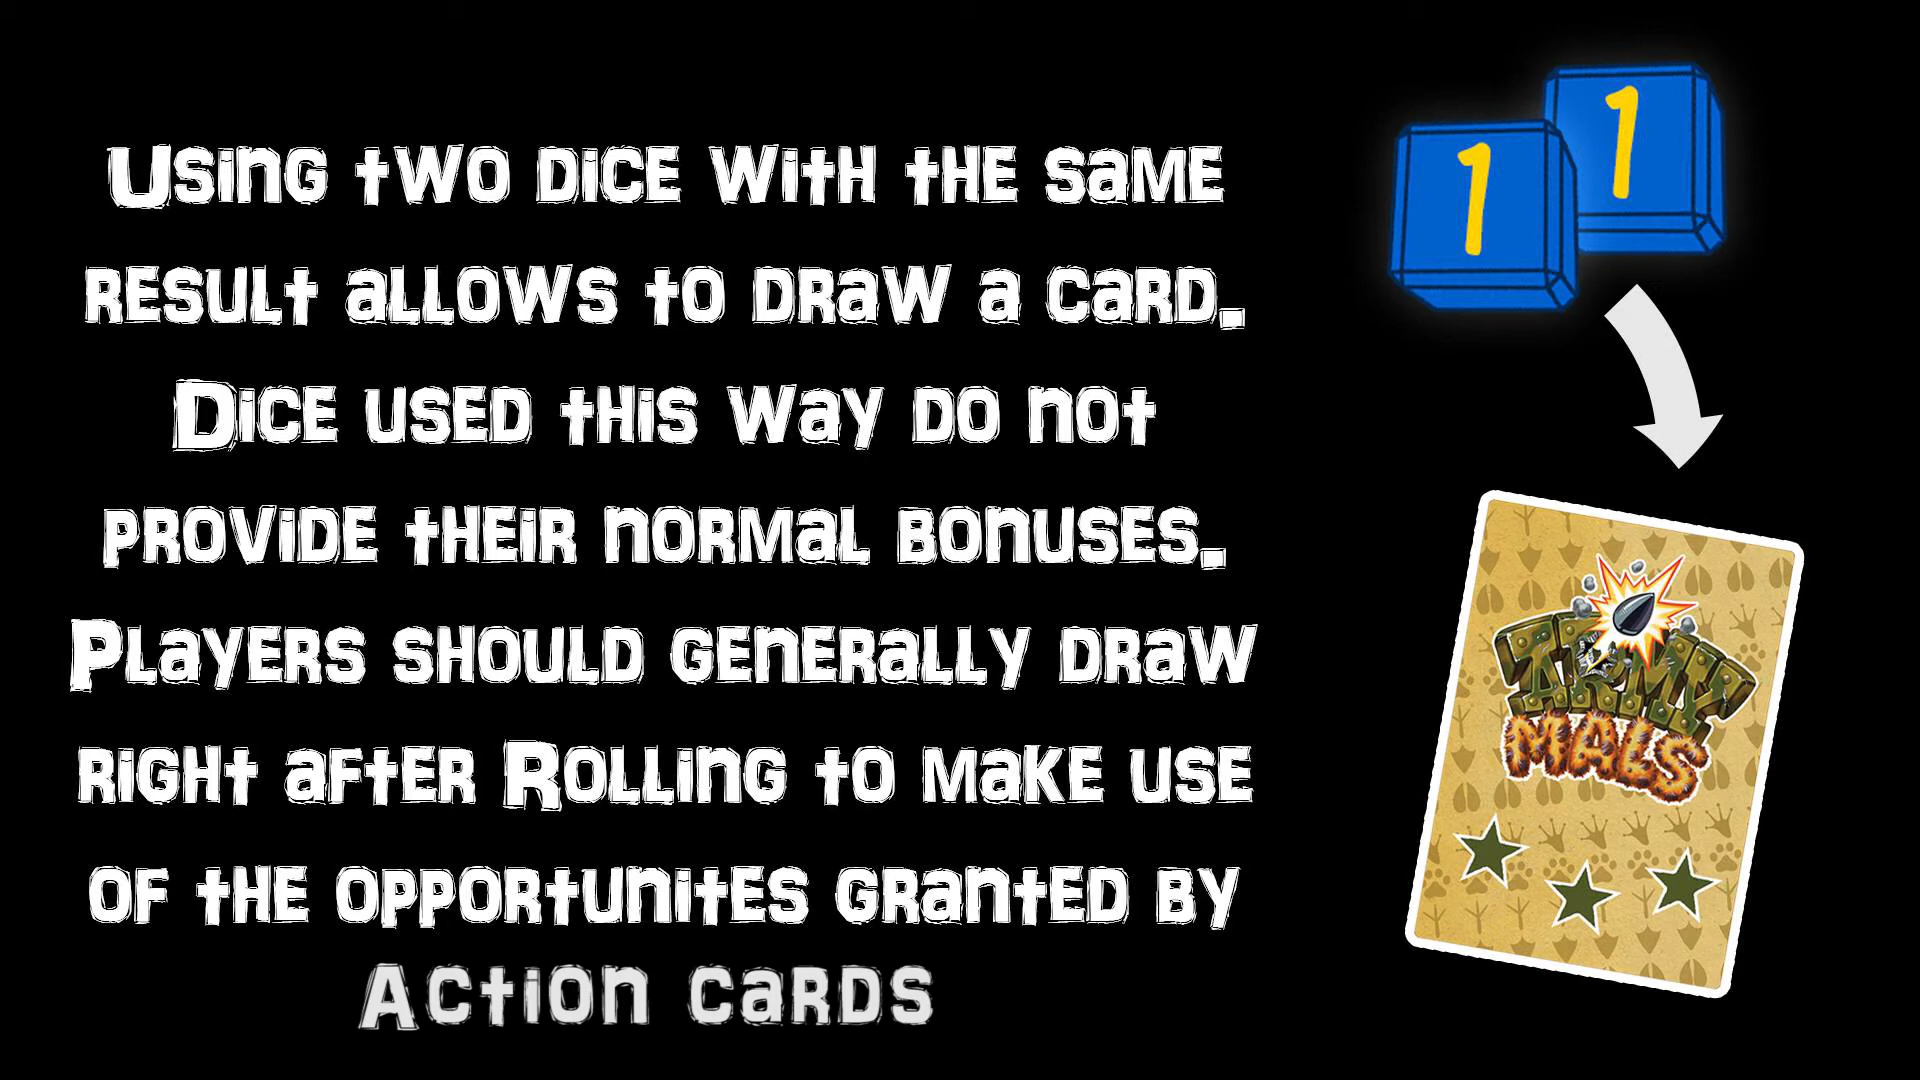 Using two dice with the same
result allows to draw a card.
Dice used this way do not
provide their normal bonuses.
Players should generally draw
right after Rolling to make use
of the opportunites granted by
Action cards
1
1
ARMY
MALS